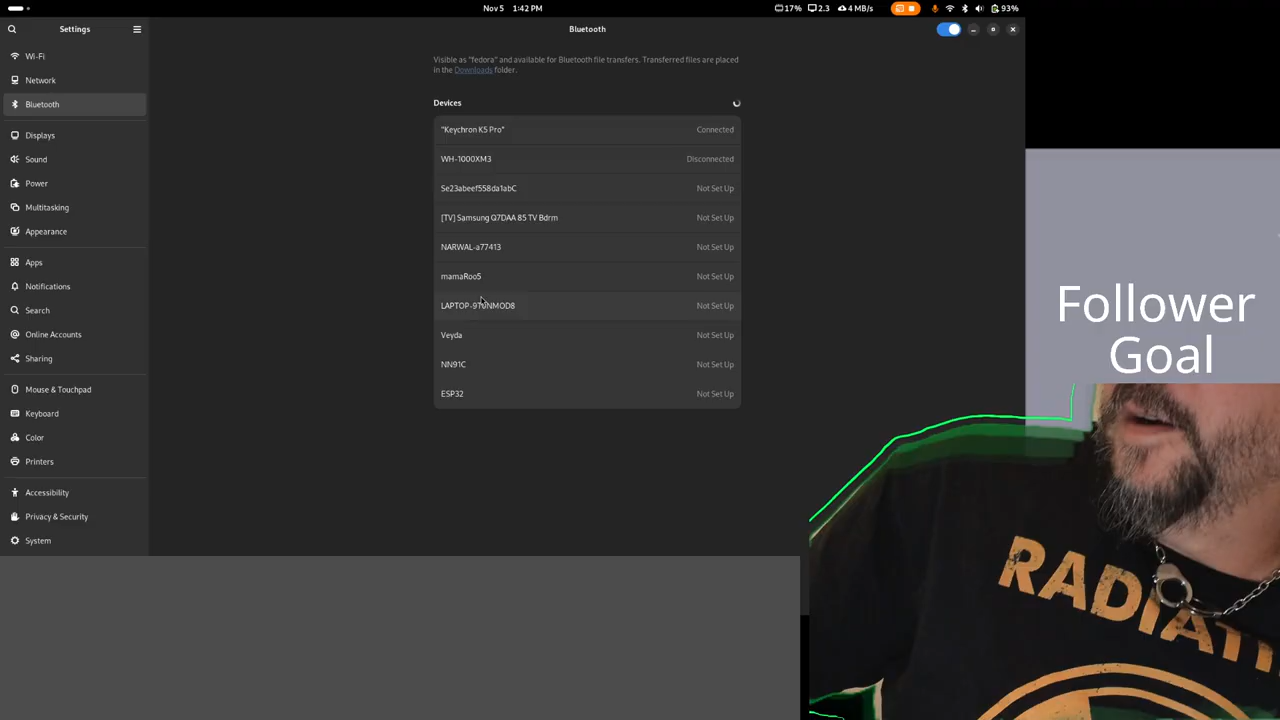 Nov 5 1:42 PM
17% 2.3 4 MB/s
93%
Settings
Bluetooth
Wi-Fi
Network
Bluetooth
Displays
Sound
Power
Multitasking
Appearance
Apps
Notifications
Search
Online Accounts
Sharing
Mouse & Touchpad
Keyboard
Color
Printers
Accessibility
Privacy & Security
System
Visible as "fedora" and available for Bluetooth file transfers. Transferred files are placed
in the Downloads folder.
Devices
"Keychron K5 Pro" Connected
WH-1000XM3 Disconnected
Se23abeef558da1abC Not Set Up
[TV] Samsung Q7DAA 85 TV Bdrm Not Set Up
NARWAL-a77413 Not Set Up
mamaRoo5 Not Set Up
Not Set Up
Veyda Not Set Up
NN91C Not Set Up
ESP32 Not Set Up
Follower
Goal